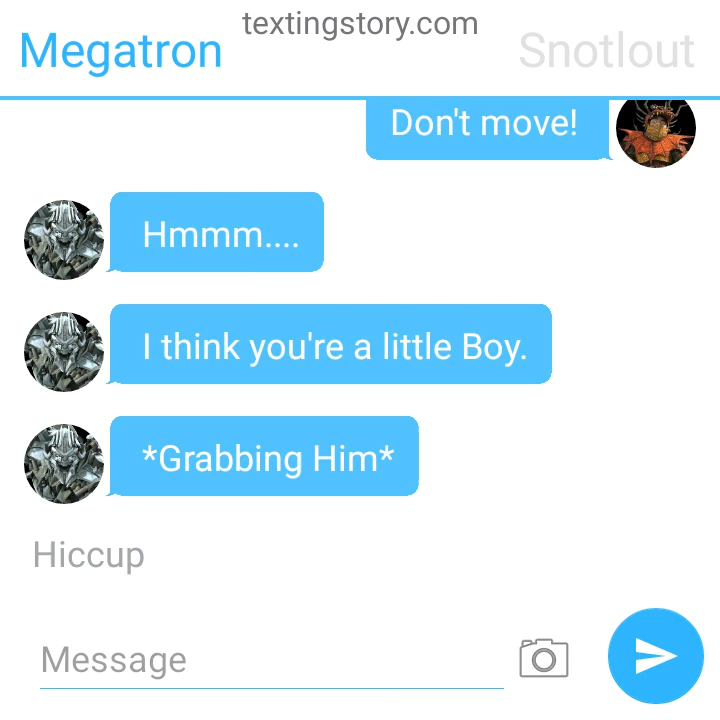 textingstory.com
Megatron Snotlout
Don't move!
Hmmm....
I think you're a little Boy.
*Grabbing Him*
Hiccup
Message